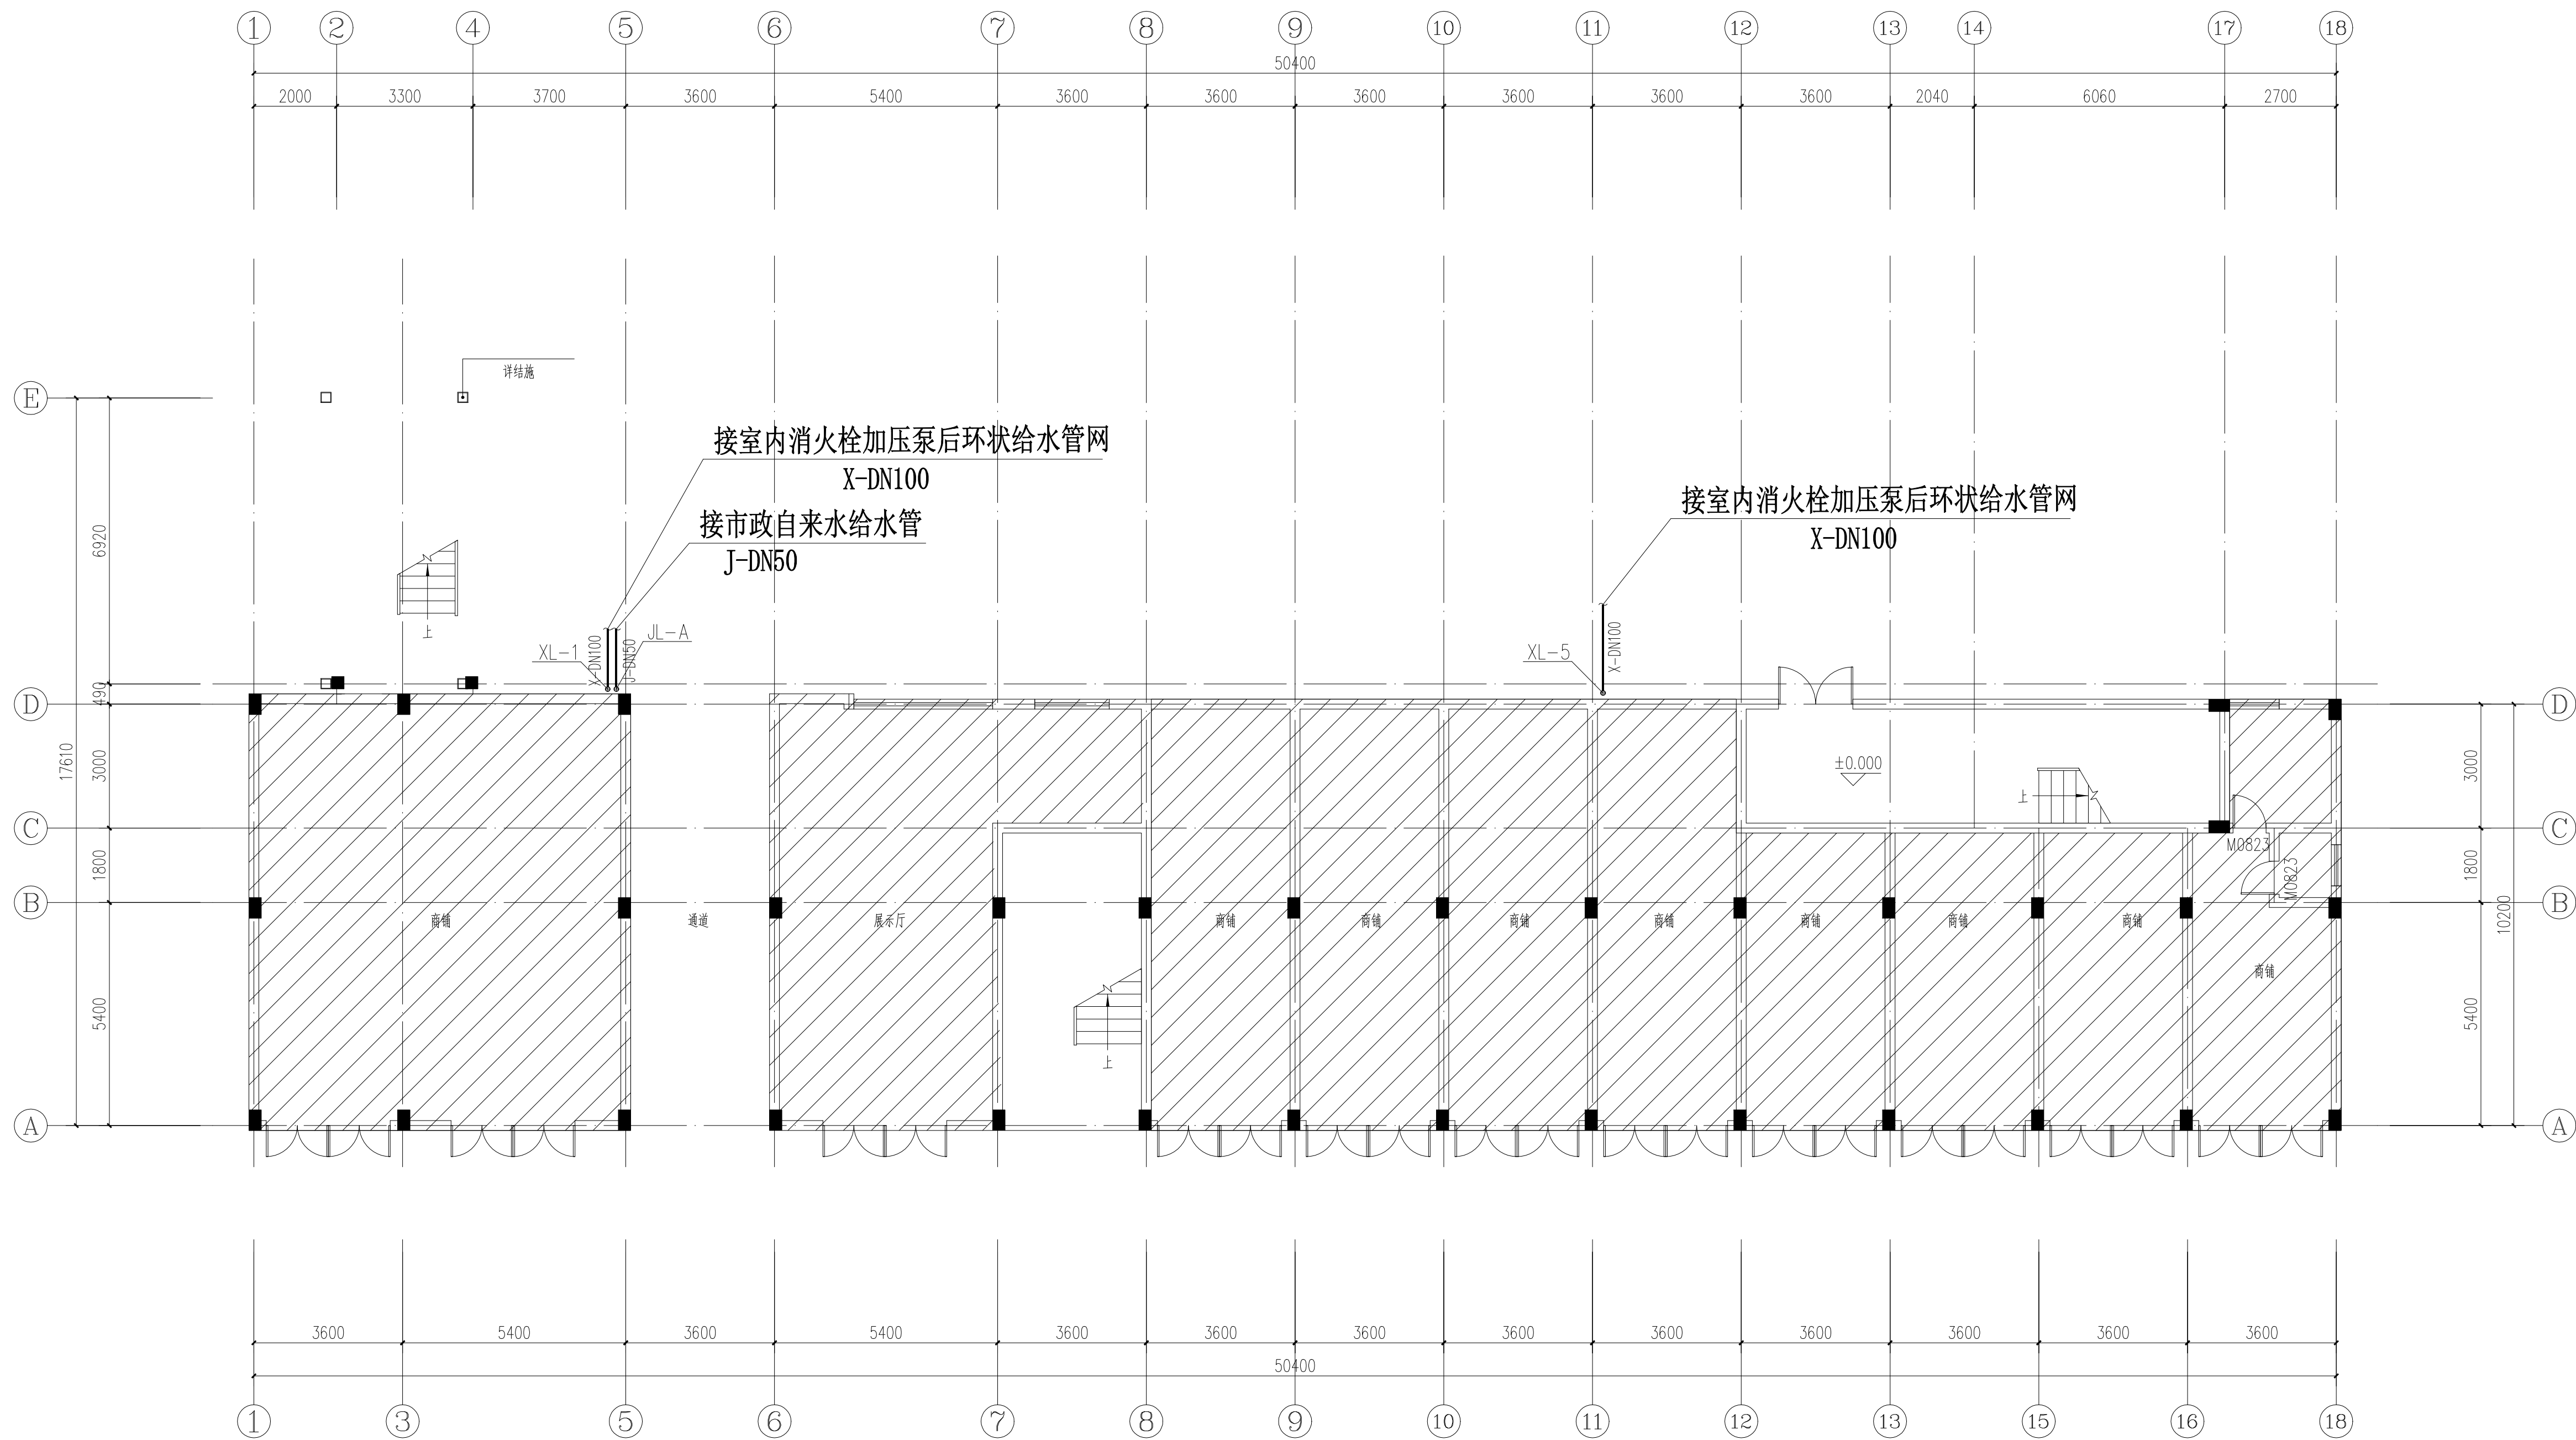 1 2 4 5 6 7 8 9 10 11 12 13 14 17 18
50400
2000 3300 3700 3600 5400 3600 3600 3600 3600 3600 3600 2040 6060 2700
详结施
E
接室内消火栓加压泵后环状给水管网
X-DN100
接市政自来水给水管
J-DN50
接室内消火栓加压泵后环状给水管网
X-DN100
6920
上
XL-1
X-DN100
J-DN50
JL-A
XL-5
X-DN100
490
D
D
17610
3000
±0.000
上
3000
C
C
M0823
M0823
1800
1800
B
B
10200
商铺 通道 展示厅 商铺 商铺 商铺 商铺 商铺 商铺 商铺
商铺
5400
5400
上
A
A
3600 5400 3600 5400 3600 3600 3600 3600 3600 3600 3600 3600 3600
50400
1 3 5 6 7 8 9 10 11 12 13 15 16 18